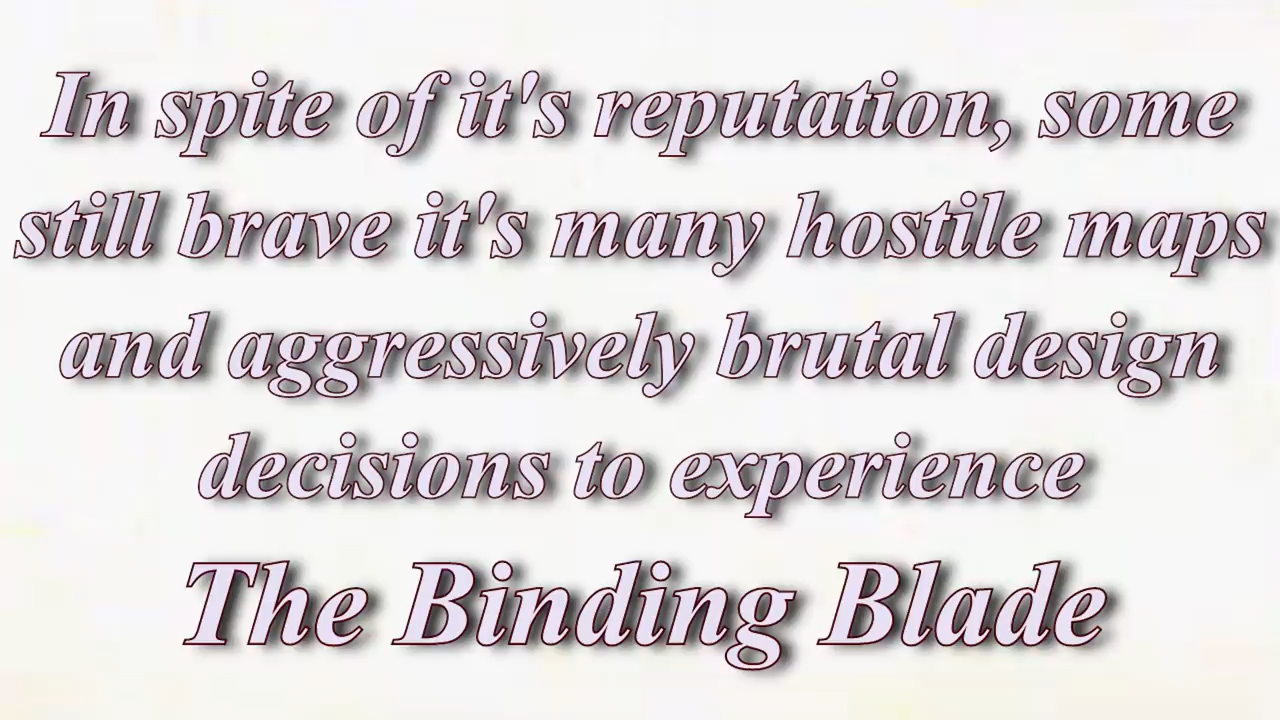 In spite of it's reputation, some
still brave it's many hostile maps
and aggressively brutal design
decisions to experience
The Binding Blade